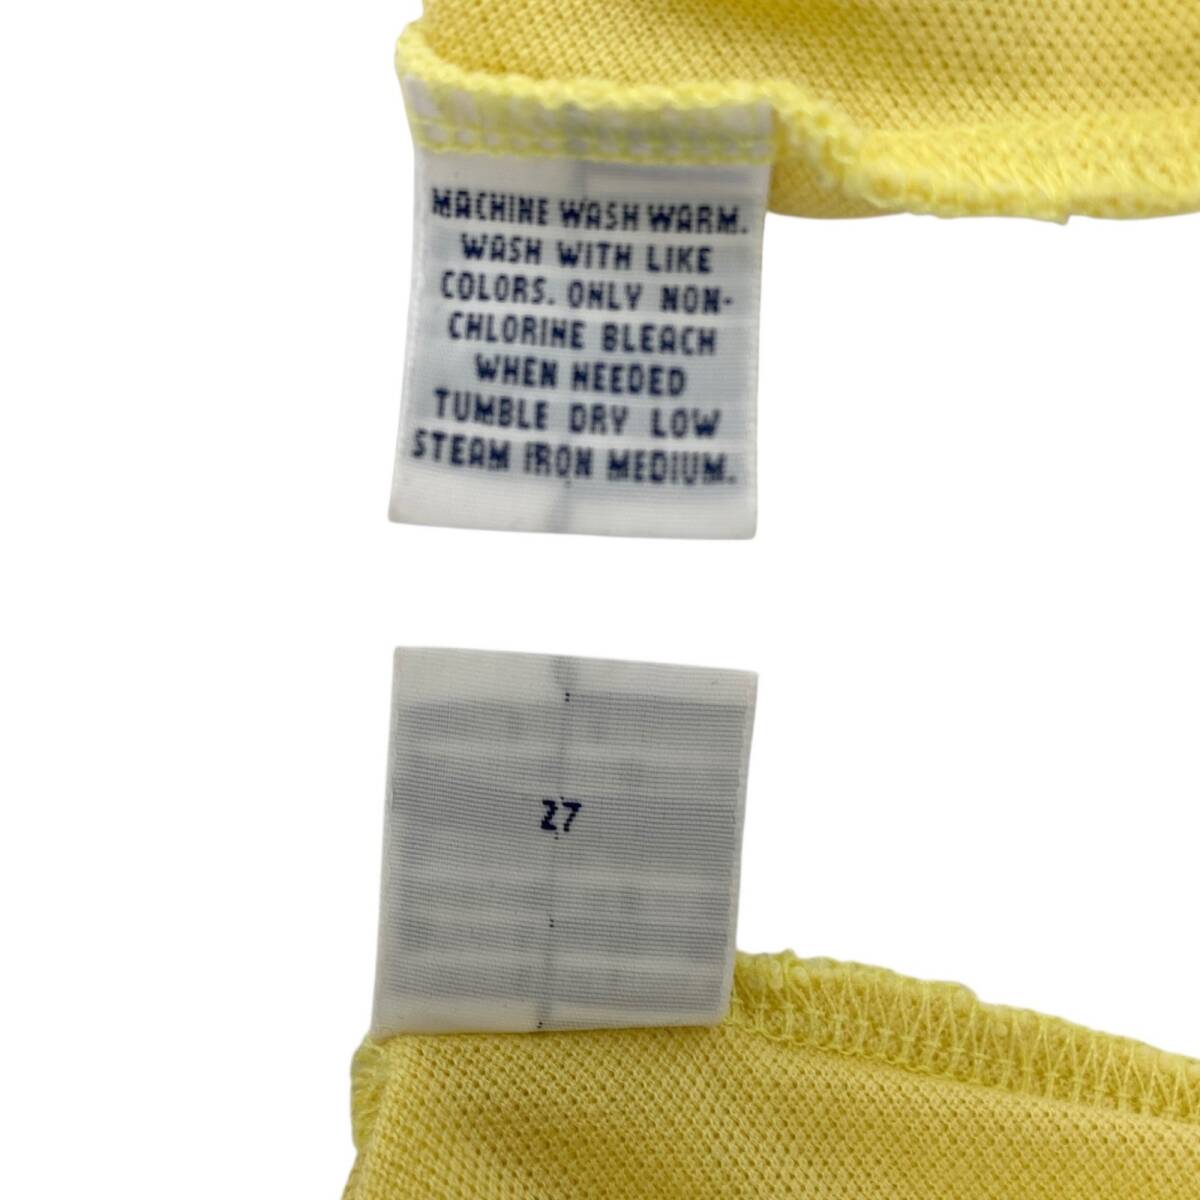 MACHINE WASH WARM.
WASH WITH LIKE
COLORS. ONLY NON-
CHLORINE BLEACH
WHEN NEEDED
TUMBLE DRY LOW
STEAM IRON MEDIUM.
27